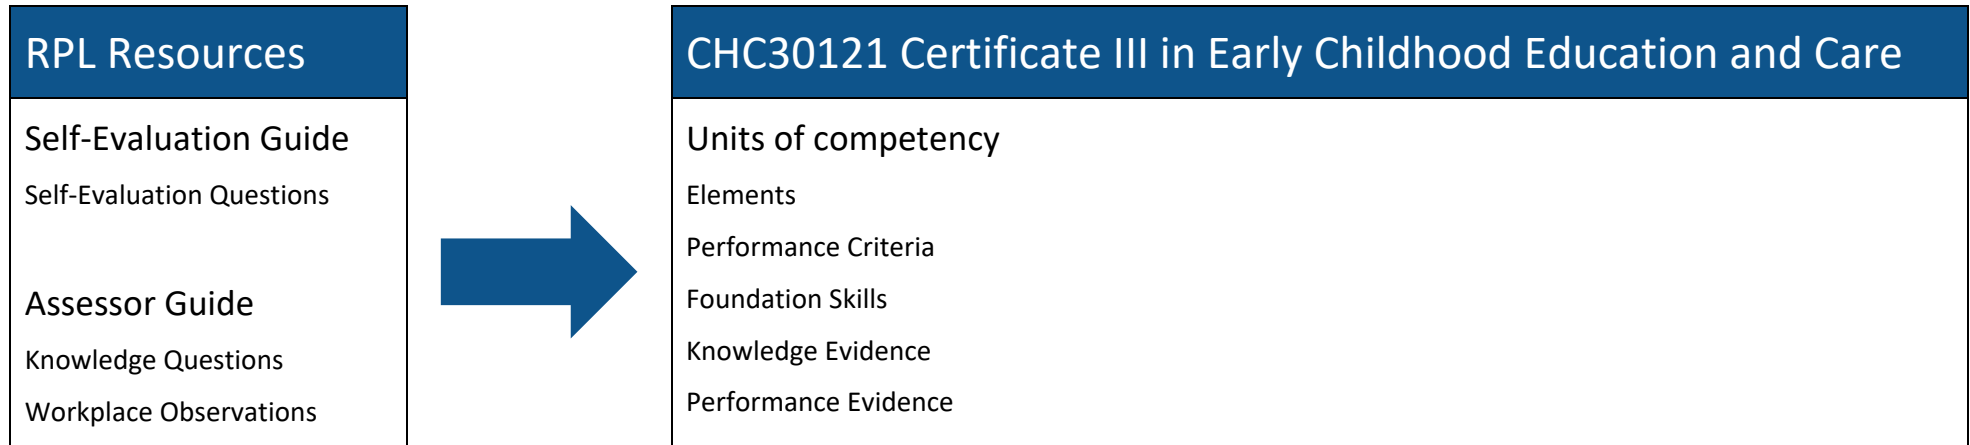 RPL Resources
Self-Evaluation Guide
Self-Evaluation Questions
Assessor Guide
Knowledge Questions
Workplace Observations
CHC30121 Certificate III in Early Childhood Education and Care
Units of competency
Elements
Performance Criteria
Foundation Skills
Knowledge Evidence
Performance Evidence